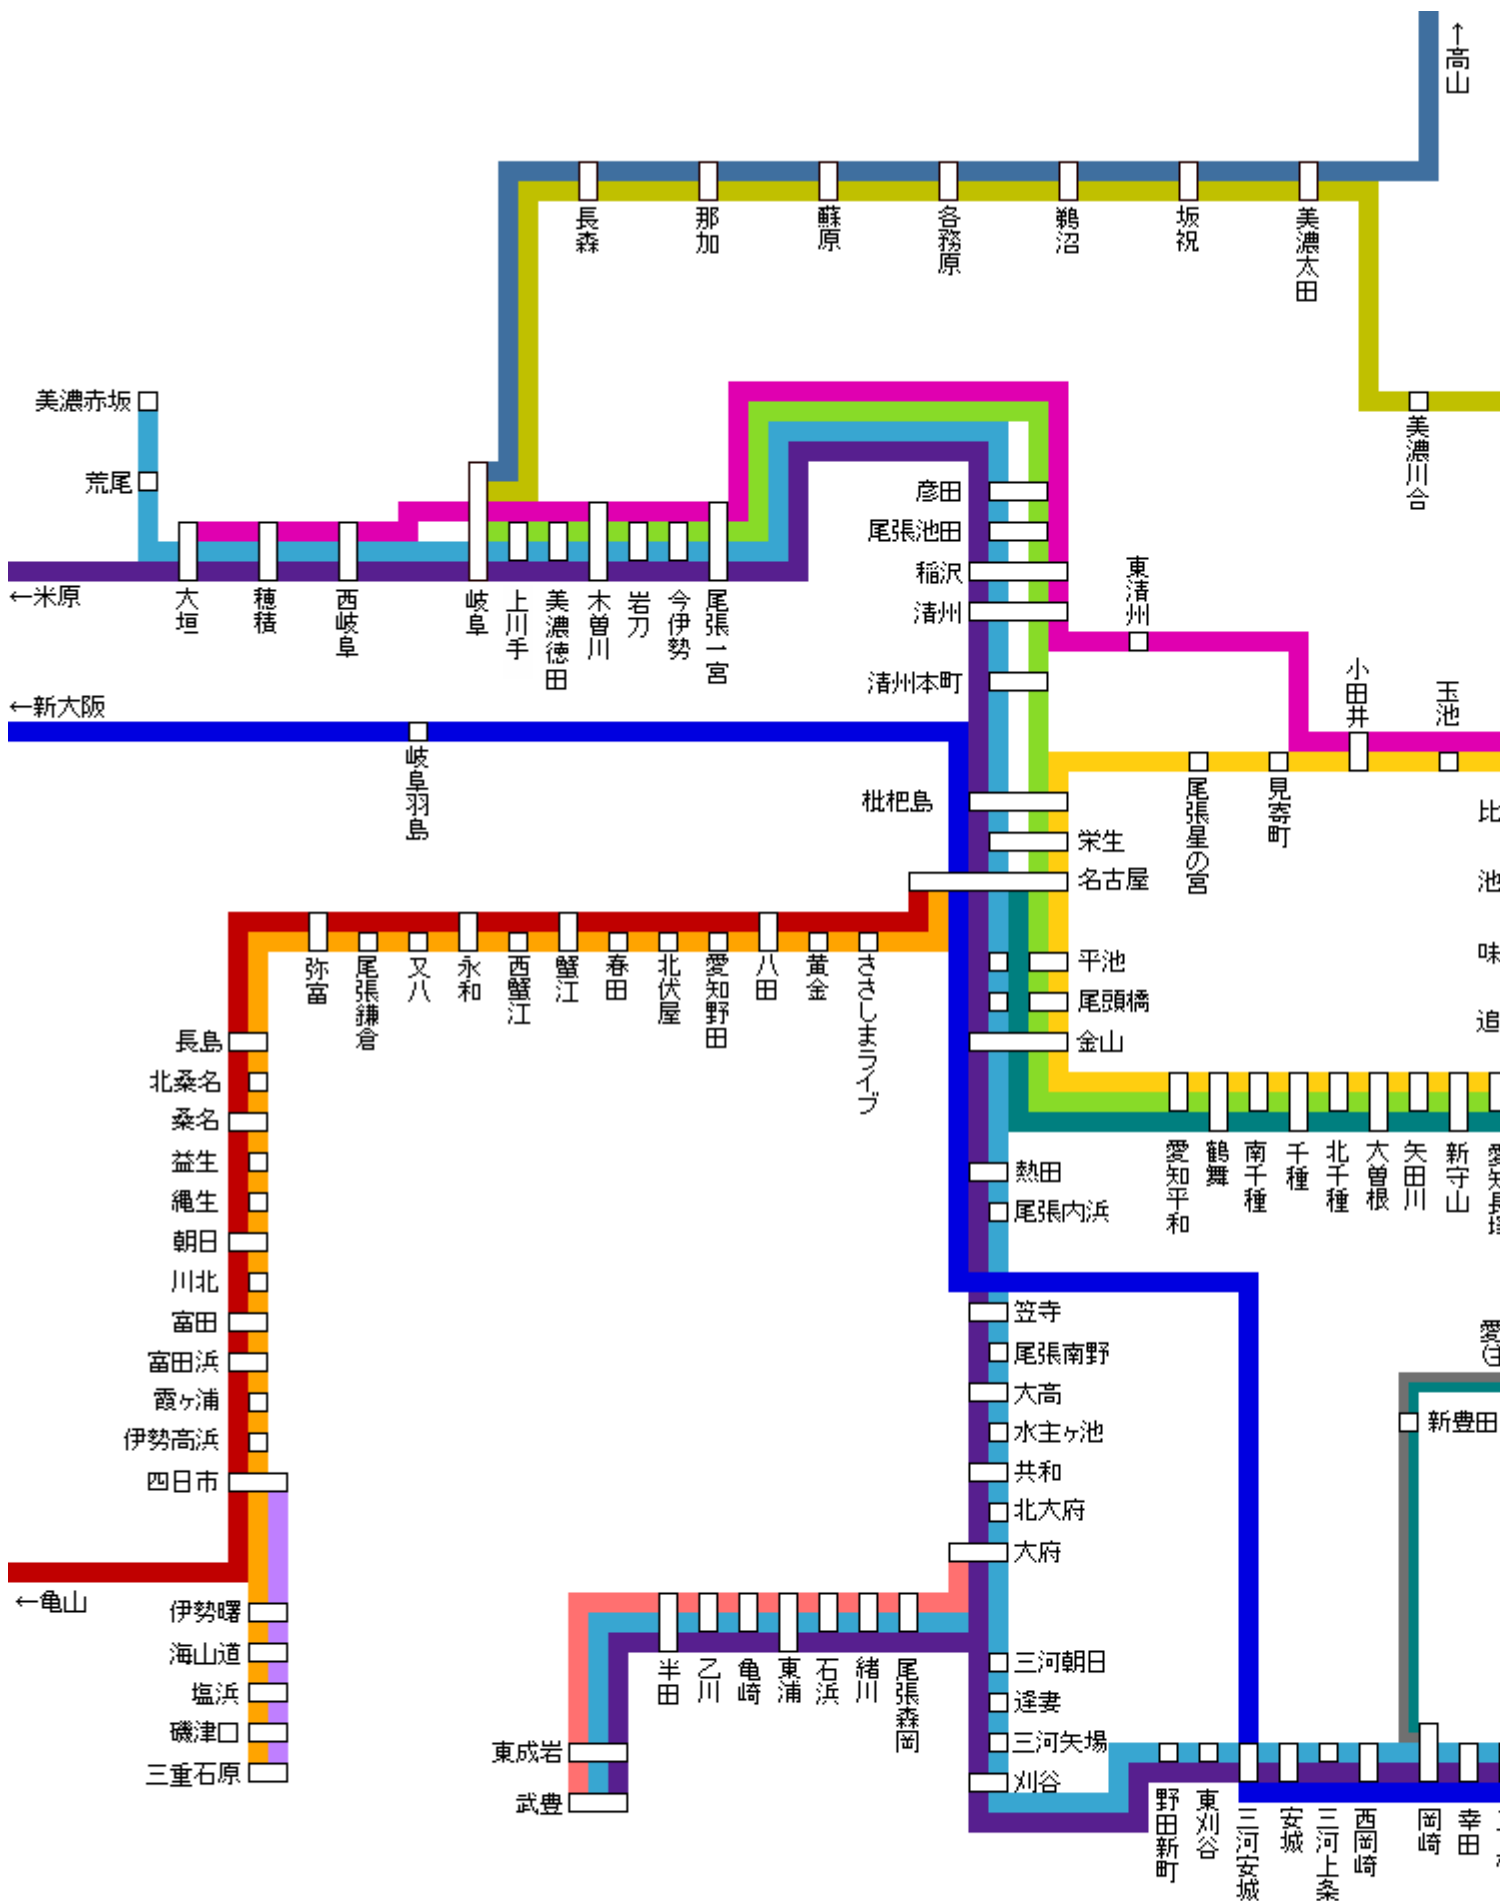 ↑高山
長森
那加
蘇原
各務原
鵜沼
坂祝
美濃太田
美濃赤坂
荒尾
美濃川合
彦田
尾張池田
稲沢
清州
清州本町
←米原
大垣
穂積
西岐阜
岐阜
上川手
美濃徳田
木曽川
岩刀
今伊勢
尾張一宮
東清州
小田井
玉池
←新大阪
岐阜羽島
尾張星の宮
見寄町
枇杷島
栄生
名古屋
比
池
味
追
弥富
尾張鎌倉
又八
永和
西蟹江
蟹江
春田
北伏屋
愛知野田
八田
黄金
ささしまライブ
平池
尾頭橋
金山
長島
北桑名
桑名
益生
縄生
朝日
川北
富田
富田浜
霞ヶ浦
伊勢高浜
四日市
愛知平和
鶴舞
南千種
千種
北千種
大曽根
矢田川
新守山
愛知長塚
熱田
尾張内浜
笠寺
尾張南野
大高
水主ヶ池
共和
北大府
大府
愛
新豊田
←亀山
伊勢曙
海山道
塩浜
磯津口
三重石原
半田
乙川
亀崎
東浦
石浜
緒川
尾張森岡
東成岩
武豊
三河朝日
逢妻
三河矢場
刈谷
野田新町
東刈谷
三河安城
安城
三河上条
西岡崎
岡崎
幸田